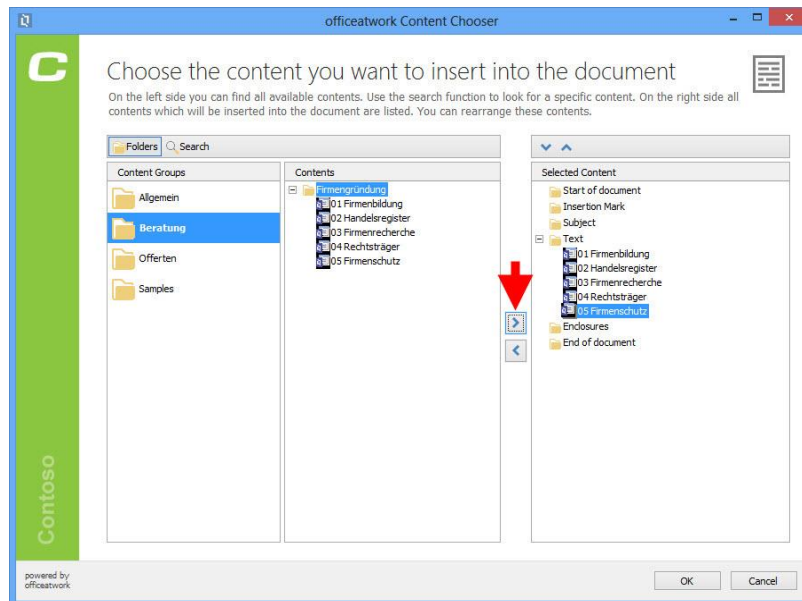 officeatwork Content Chooser
C
Choose the content you want to insert into the document
On the left side you can find all available contents. Use the search function to look for a specific content. On the right side all
contents which will be inserted into the document are listed. You can rearrange these contents.
Folders Search
Content Groups
Allgemein
Beratung
Offerten
Samples
Contents
Firmengründung
01 Firmenbildung
02 Handelsregister
03 Firmenrecherche
04 Rechtsträger
05 Firmenschutz
Selected Content
Start of document
Insertion Mark
Subject
Text
01 Firmenbildung
02 Handelsregister
03 Firmenrecherche
04 Rechtsträger
05 Firmenschutz
Enclosures
End of document
Contoso
powered by
officeatwork
OK Cancel